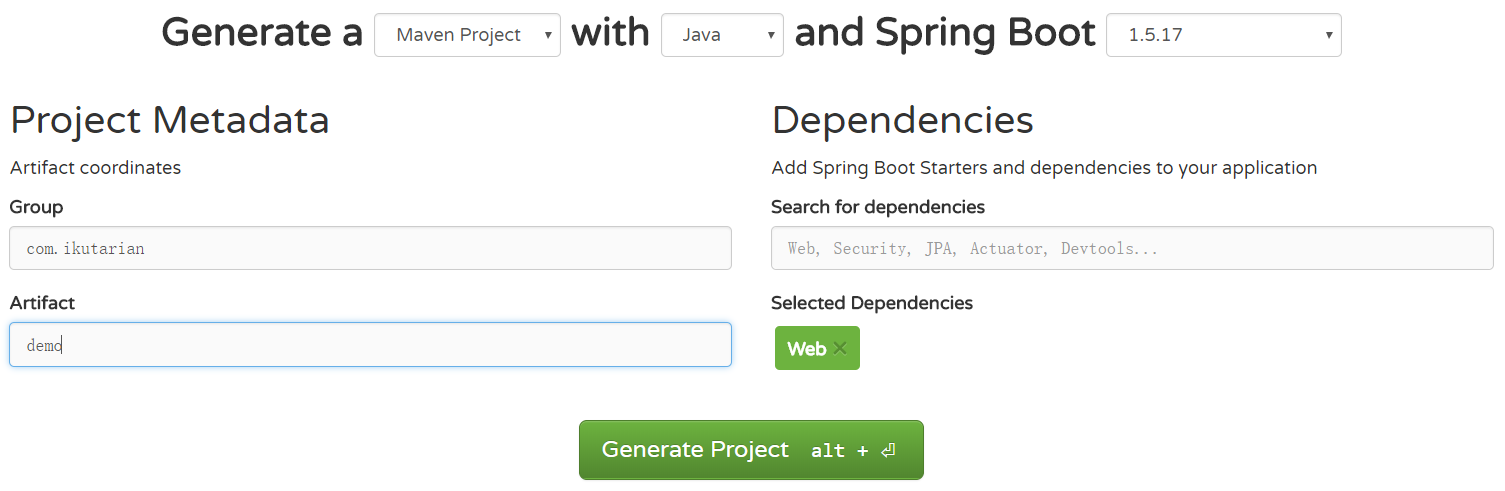 Generate a Maven Project with Java and Spring Boot 1.5.17
Project Metadata
Artifact coordinates
Group
com.ikutarian
Artifact
demo
Dependencies
Add Spring Boot Starters and dependencies to your application
Search for dependencies
Web, Security, JPA, Actuator, Devtools...
Selected Dependencies
Web ×
Generate Project alt + ⏎